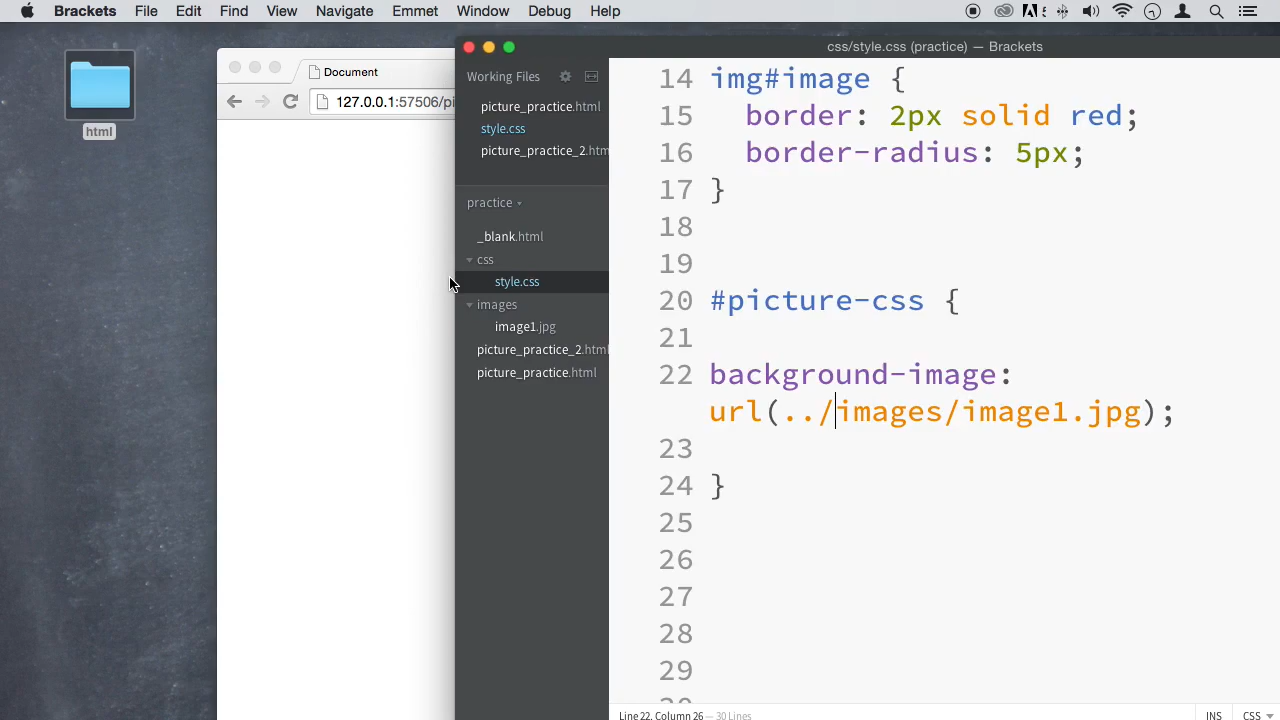 Brackets File Edit Find View Navigate Emmet Window Debug Help
css/style.css (practice) — Brackets
html
Document
127.0.0.1:57506/pi
Working Files
picture_practice.html
style.css
picture_practice_2.htm
practice
_blank.html
css
style.css
images
image1.jpg
picture_practice_2.html
picture_practice.html
14 img#image {
15 border: 2px solid red;
16 border-radius: 5px;
17 }
18
19
20 #picture-css {
21
22 background-image:
url(../images/image1.jpg);
23
24 }
25
26
27
28
29
Line 22, Column 26 — 30 Lines
INS CSS